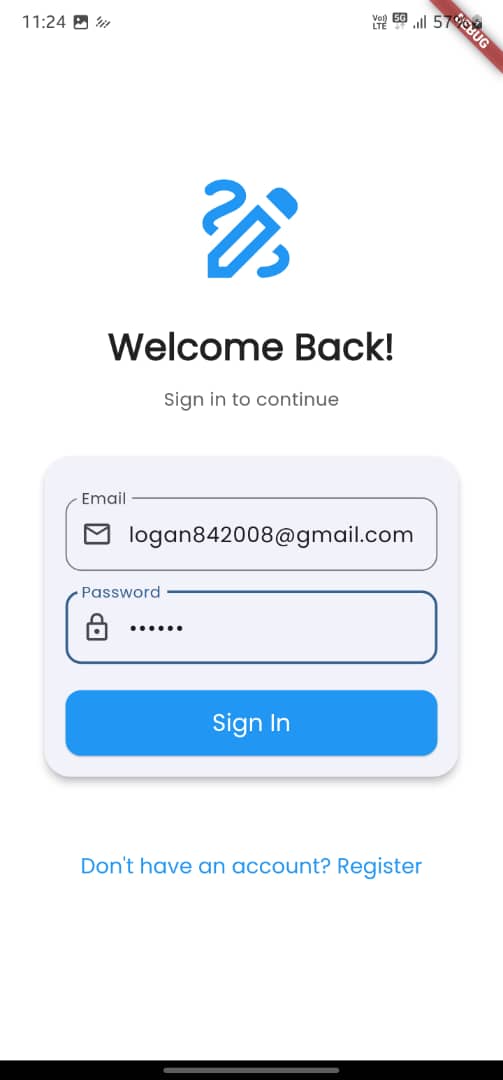 11:24 Vo) 5G 57%
LTE
DEBUG
Welcome Back!
Sign in to continue
Email
logan842008@gmail.com
Password
••••••
Sign In
Don't have an account? Register